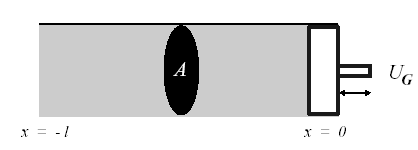 A
U_G
x = -l
x = 0